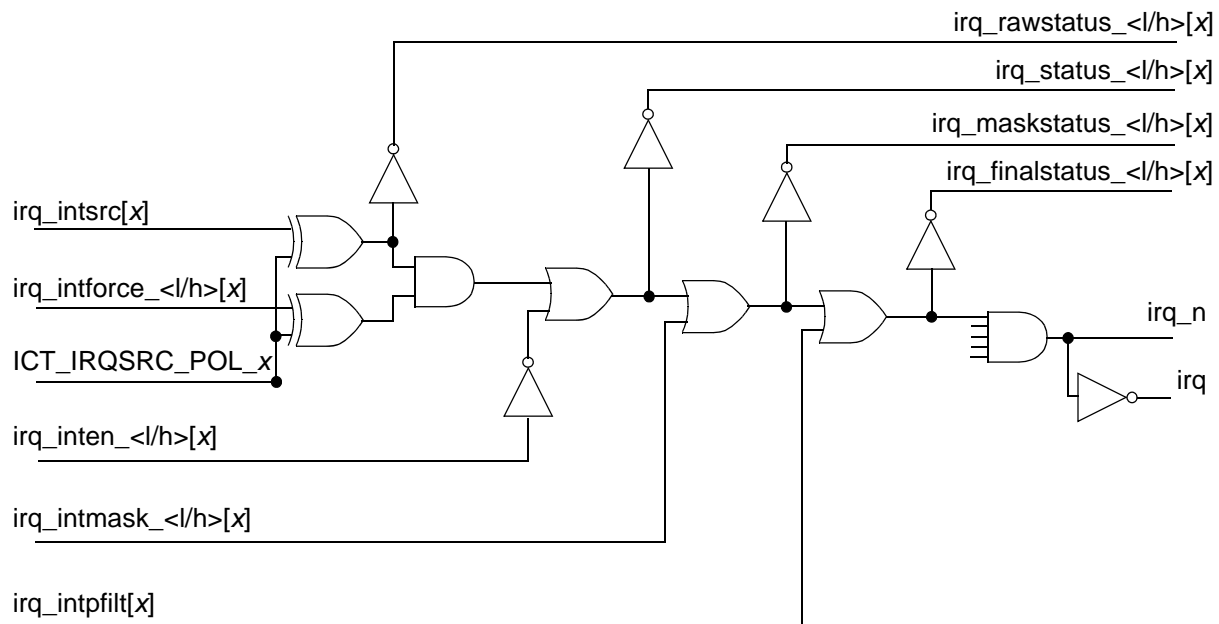 irq_rawstatus_<l/h>[x]
irq_status_<l/h>[x]
irq_maskstatus_<l/h>[x]
irq_finalstatus_<l/h>[x]
irq_intsrc[x]
irq_intforce_<l/h>[x]
irq_n
ICT_IRQSRC_POL_x
irq
irq_inten_<l/h>[x]
irq_intmask_<l/h>[x]
irq_intpfilt[x]